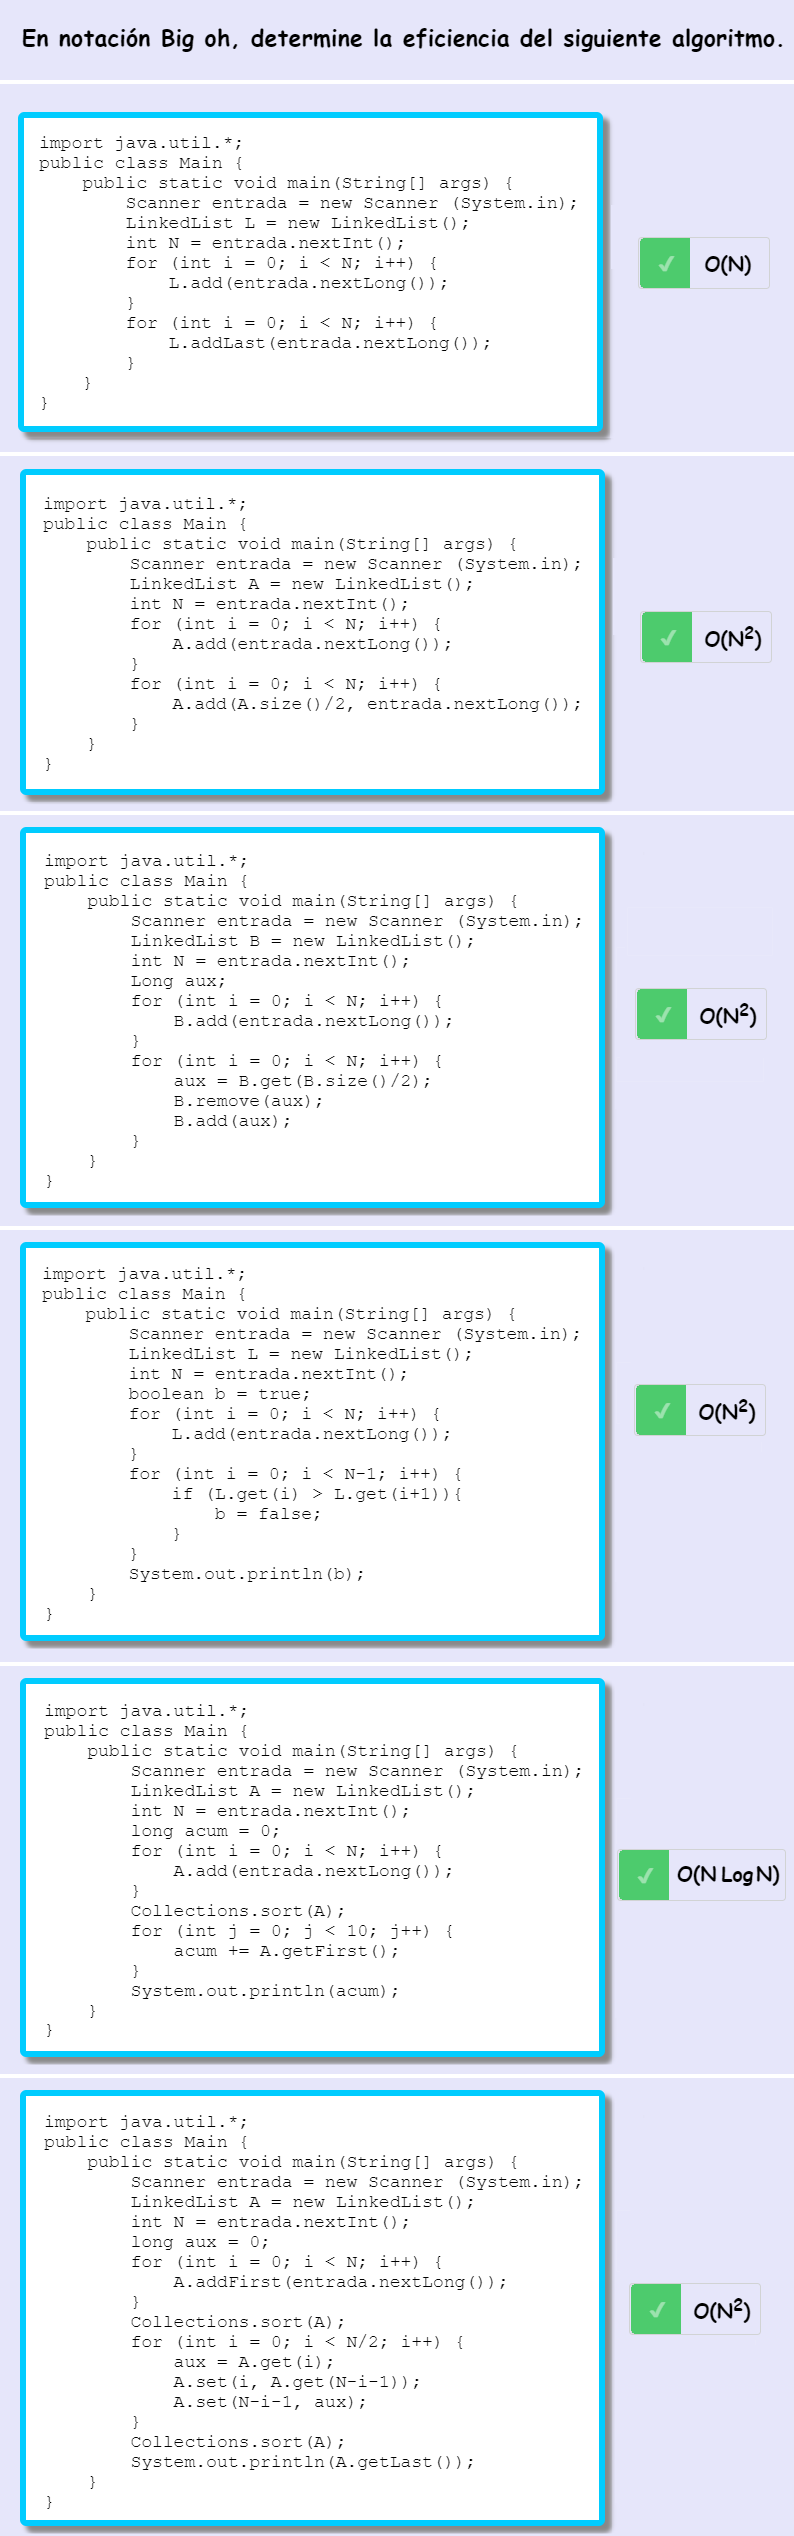 En notación Big oh, determine la eficiencia del siguiente algoritmo.
import java.util.*;
public class Main {
    public static void main(String[] args) {
        Scanner entrada = new Scanner (System.in);
        LinkedList L = new LinkedList();
        int N = entrada.nextInt();
        for (int i = 0; i < N; i++) {
            L.add(entrada.nextLong());
        }
        for (int i = 0; i < N; i++) {
            L.addLast(entrada.nextLong());
        }
    }
}
✓ O(N)
import java.util.*;
public class Main {
    public static void main(String[] args) {
        Scanner entrada = new Scanner (System.in);
        LinkedList A = new LinkedList();
        int N = entrada.nextInt();
        for (int i = 0; i < N; i++) {
            A.add(entrada.nextLong());
        }
        for (int i = 0; i < N; i++) {
            A.add(A.size()/2, entrada.nextLong());
        }
    }
}
✓ O(N²)
import java.util.*;
public class Main {
    public static void main(String[] args) {
        Scanner entrada = new Scanner (System.in);
        LinkedList B = new LinkedList();
        int N = entrada.nextInt();
        Long aux;
        for (int i = 0; i < N; i++) {
            B.add(entrada.nextLong());
        }
        for (int i = 0; i < N; i++) {
            aux = B.get(B.size()/2);
            B.remove(aux);
            B.add(aux);
        }
    }
}
✓ O(N²)
import java.util.*;
public class Main {
    public static void main(String[] args) {
        Scanner entrada = new Scanner (System.in);
        LinkedList L = new LinkedList();
        int N = entrada.nextInt();
        boolean b = true;
        for (int i = 0; i < N; i++) {
            L.add(entrada.nextLong());
        }
        for (int i = 0; i < N-1; i++) {
            if (L.get(i) > L.get(i+1)){
                b = false;
            }
        }
        System.out.println(b);
    }
}
✓ O(N²)
import java.util.*;
public class Main {
    public static void main(String[] args) {
        Scanner entrada = new Scanner (System.in);
        LinkedList A = new LinkedList();
        int N = entrada.nextInt();
        long acum = 0;
        for (int i = 0; i < N; i++) {
            A.add(entrada.nextLong());
        }
        Collections.sort(A);
        for (int j = 0; j < 10; j++) {
            acum += A.getFirst();
        }
        System.out.println(acum);
    }
}
✓ O(N Log N)
import java.util.*;
public class Main {
    public static void main(String[] args) {
        Scanner entrada = new Scanner (System.in);
        LinkedList A = new LinkedList();
        int N = entrada.nextInt();
        long aux = 0;
        for (int i = 0; i < N; i++) {
            A.addFirst(entrada.nextLong());
        }
        Collections.sort(A);
        for (int i = 0; i < N/2; i++) {
            aux = A.get(i);
            A.set(i, A.get(N-i-1));
            A.set(N-i-1, aux);
        }
        Collections.sort(A);
        System.out.println(A.getLast());
    }
}
✓ O(N²)